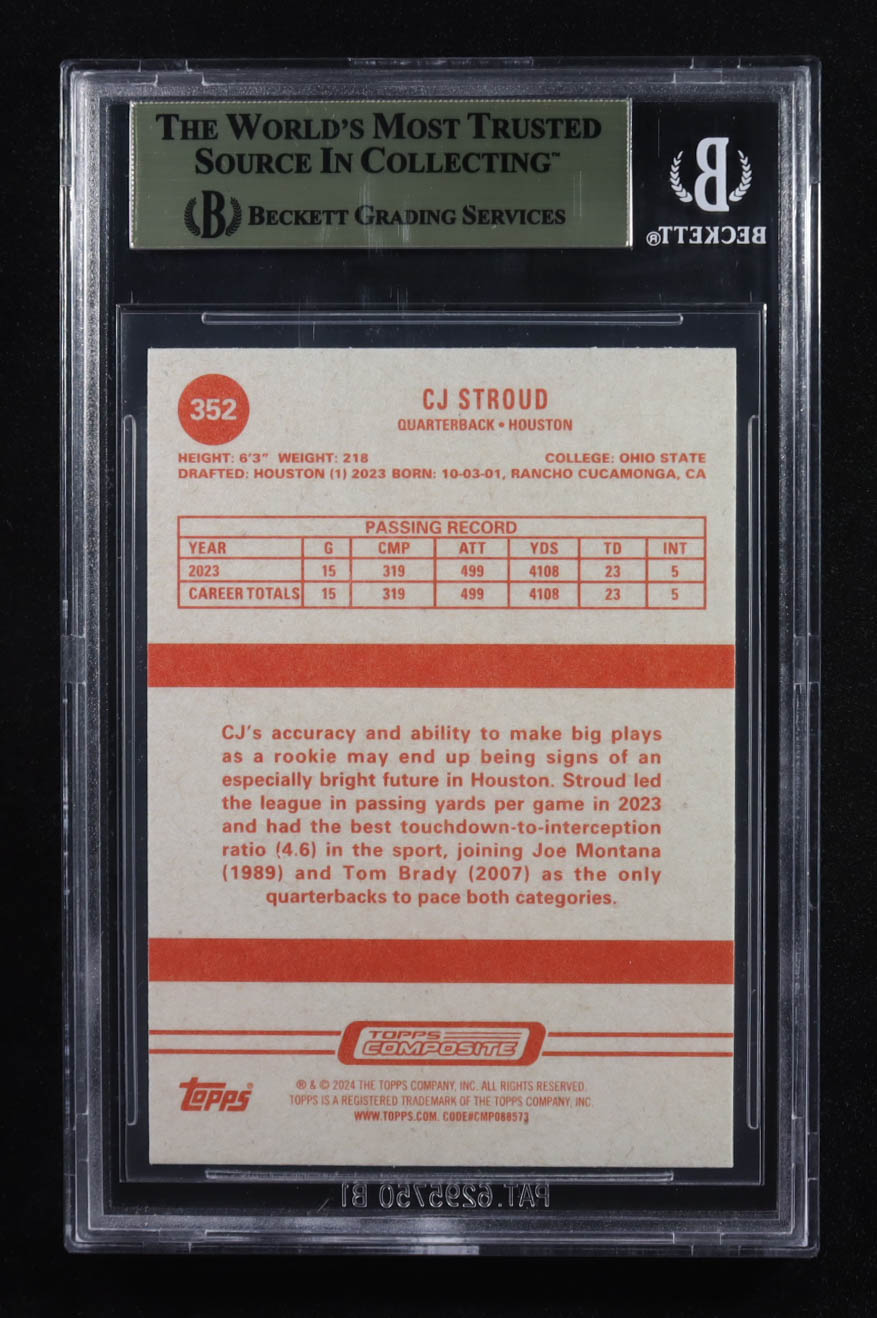 THE WORLD'S MOST TRUSTED
SOURCE IN COLLECTING™
B BECKETT GRADING SERVICES
B
BECKETT®
352
CJ STROUD
QUARTERBACK • HOUSTON
HEIGHT: 6'3" WEIGHT: 218 COLLEGE: OHIO STATE
DRAFTED: HOUSTON (1) 2023 BORN: 10-03-01, RANCHO CUCAMONGA, CA
PASSING RECORD
YEAR G CMP ATT YDS TD INT
2023 15 319 499 4108 23 5
CAREER TOTALS 15 319 499 4108 23 5
CJ's accuracy and ability to make big plays
as a rookie may end up being signs of an
especially bright future in Houston. Stroud led
the league in passing yards per game in 2023
and had the best touchdown-to-interception
ratio (4.6) in the sport, joining Joe Montana
(1989) and Tom Brady (2007) as the only
quarterbacks to pace both categories.
TOPPS
COMPOSITE
topps
® & © 2024 THE TOPPS COMPANY, INC. ALL RIGHTS RESERVED.
TOPPS IS A REGISTERED TRADEMARK OF THE TOPPS COMPANY, INC.
WWW.TOPPS.COM. CODE#CMP088573
PAT. 6295750 B1